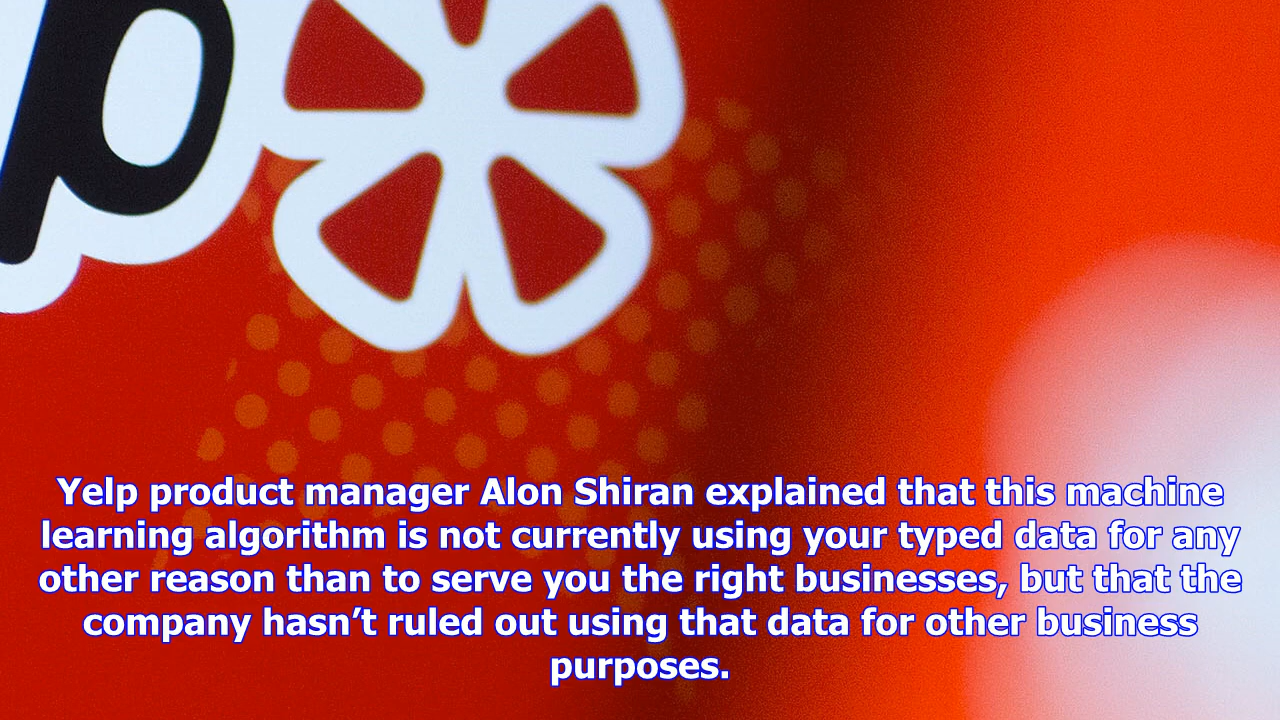 p
Yelp product manager Alon Shiran explained that this machine
learning algorithm is not currently using your typed data for any
other reason than to serve you the right businesses, but that the
company hasn’t ruled out using that data for other business
purposes.